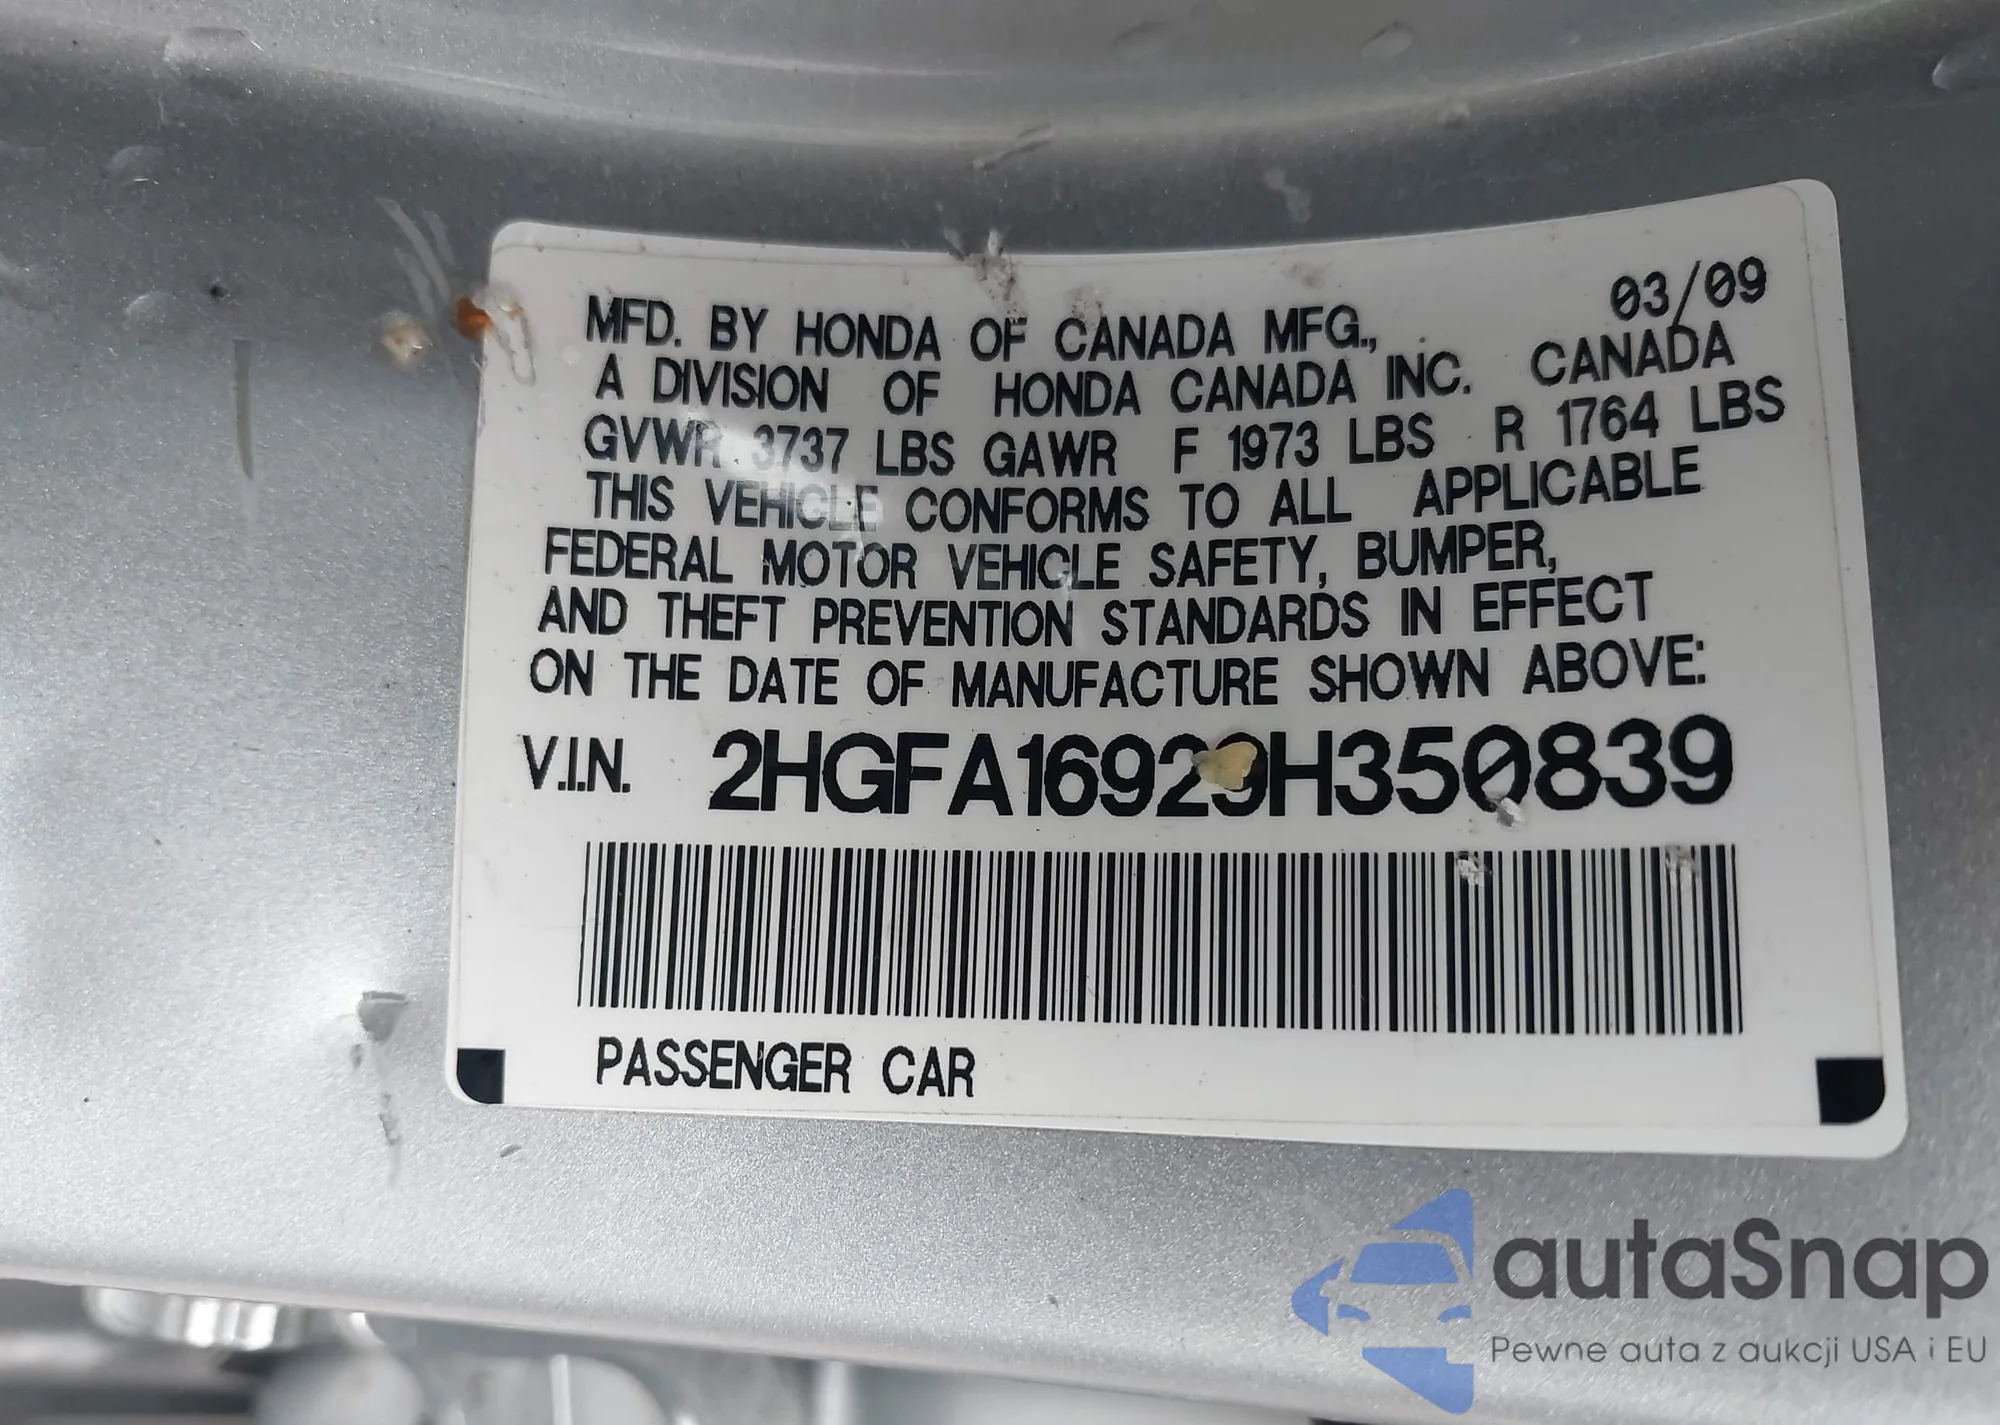 03/09
MFD. BY HONDA OF CANADA MFG.,
A DIVISION OF HONDA CANADA INC. CANADA
GVWR 3737 LBS GAWR F 1973 LBS R 1764 LBS
THIS VEHICLE CONFORMS TO ALL APPLICABLE
FEDERAL MOTOR VEHICLE SAFETY, BUMPER,
AND THEFT PREVENTION STANDARDS IN EFFECT
ON THE DATE OF MANUFACTURE SHOWN ABOVE:
V.I.N. 2HGFA16929H350839
PASSENGER CAR
autaSnap
Pewne auta z aukcji USA i EU